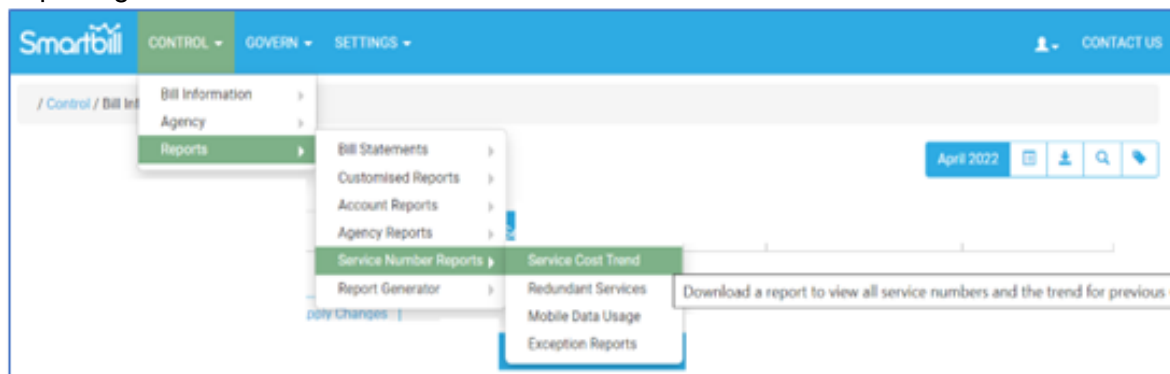 Smartbill CONTROL GOVERN SETTINGS CONTACT US
/ Control / Bill Inf
Bill Information
Agency
Reports
April 2022
Bill Statements
Customised Reports
Account Reports
Agency Reports
Service Number Reports
Report Generator
Service Cost Trend
Redundant Services
Mobile Data Usage
Exception Reports
Download a report to view all service numbers and the trend for previous
ply Changes |